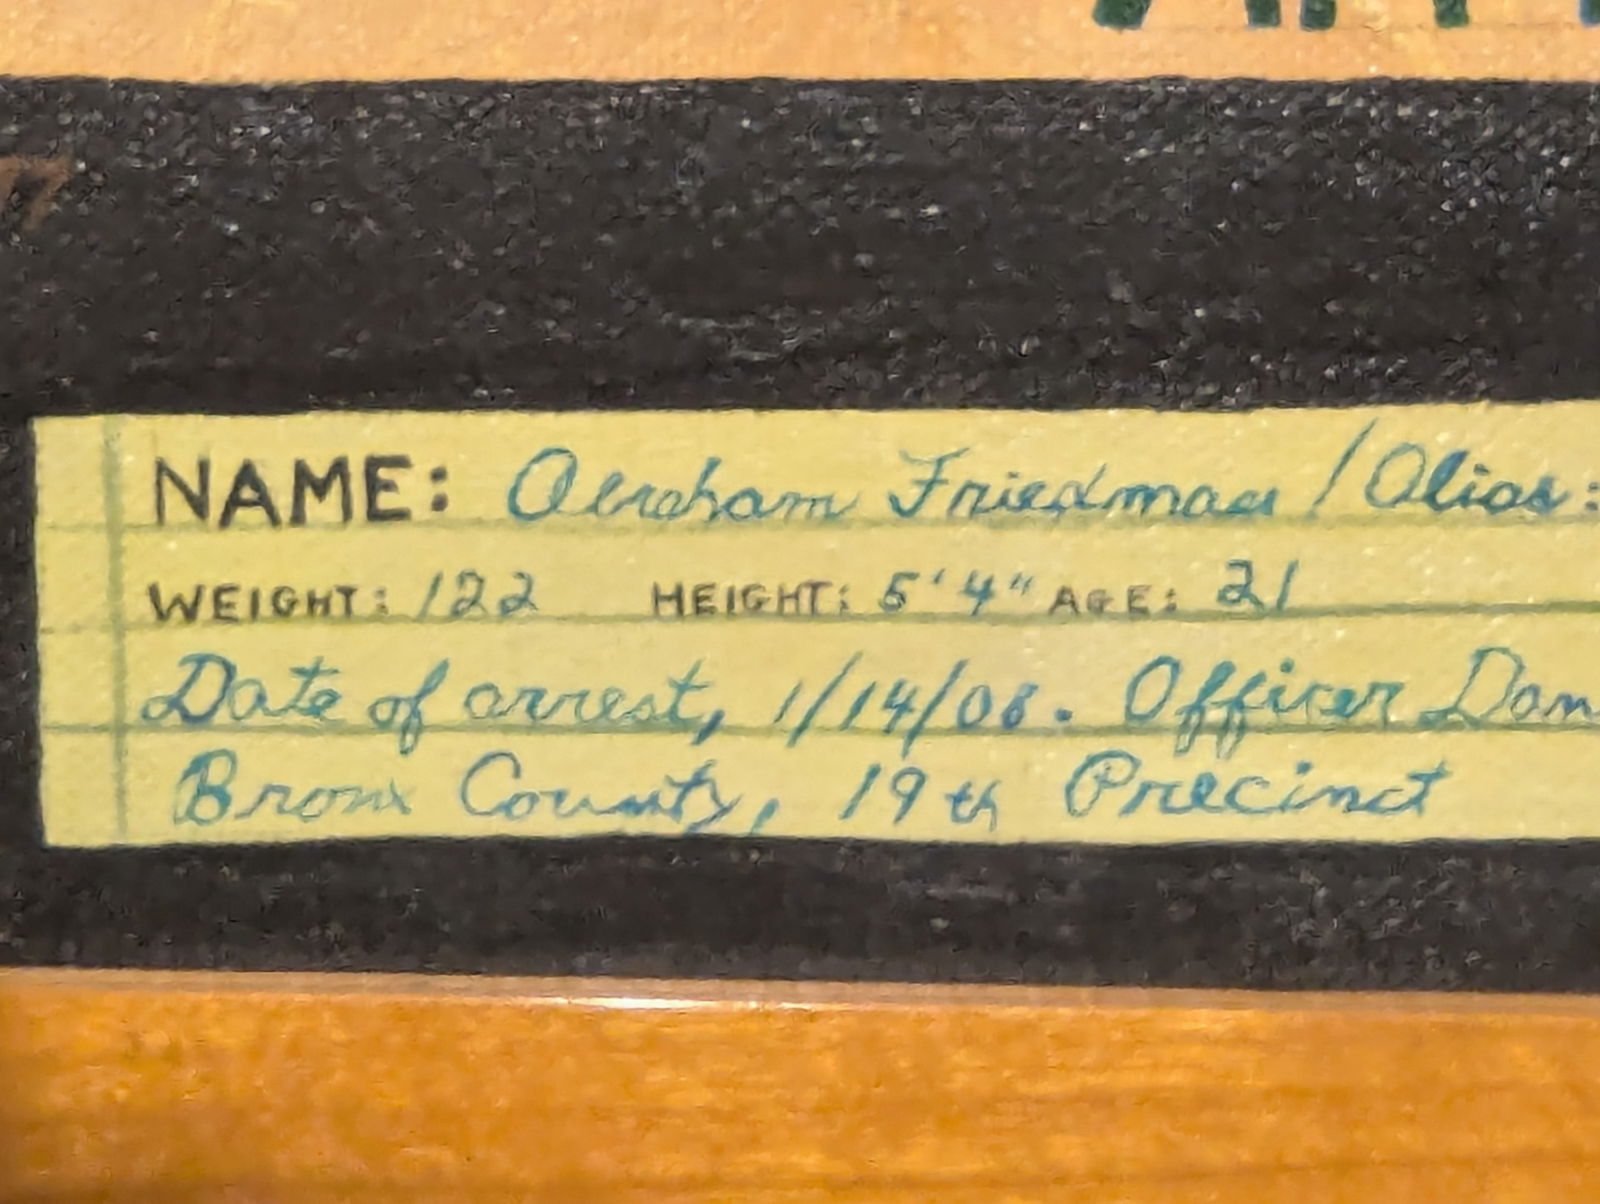 NAME: Abraham Friedman / Alias:
WEIGHT: 122 HEIGHT: 5'4" AGE: 21
Date of arrest, 1/14/08. Officer Dan
Bronx County, 19th Precinct